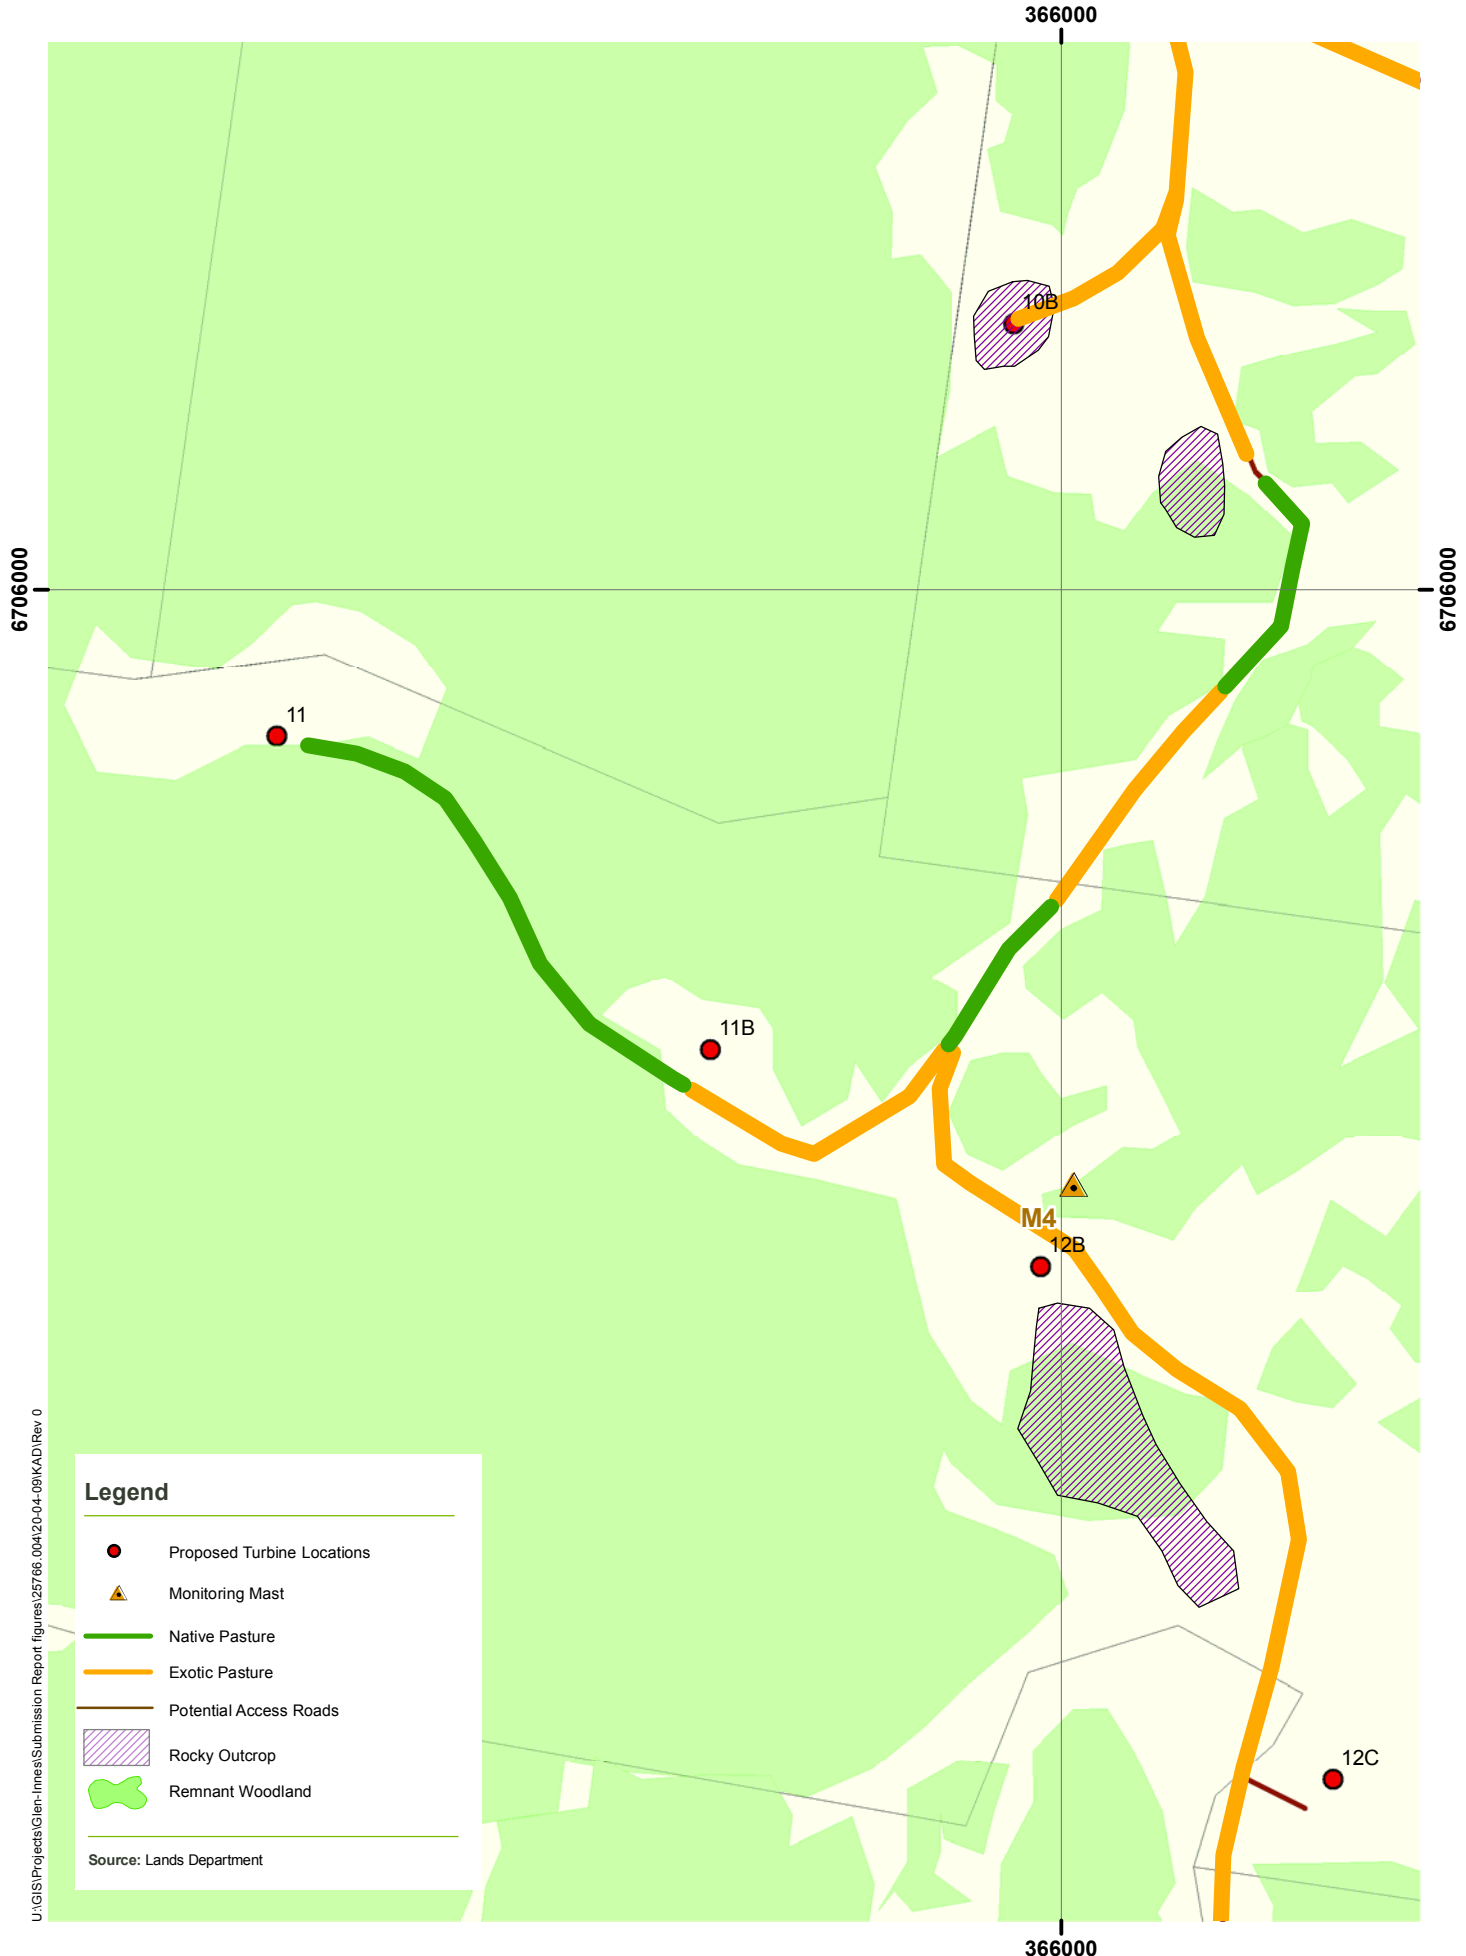 366000
10B
6706000
6706000
11
11B
M4
12B
12C
Legend
Proposed Turbine Locations
Monitoring Mast
Native Pasture
Exotic Pasture
Potential Access Roads
Rocky Outcrop
Remnant Woodland
Source: Lands Department
U:\GIS\Projects\Glen-Innes\Submission Report figures\25766.004\20-04-09\KAD\Rev 0
366000